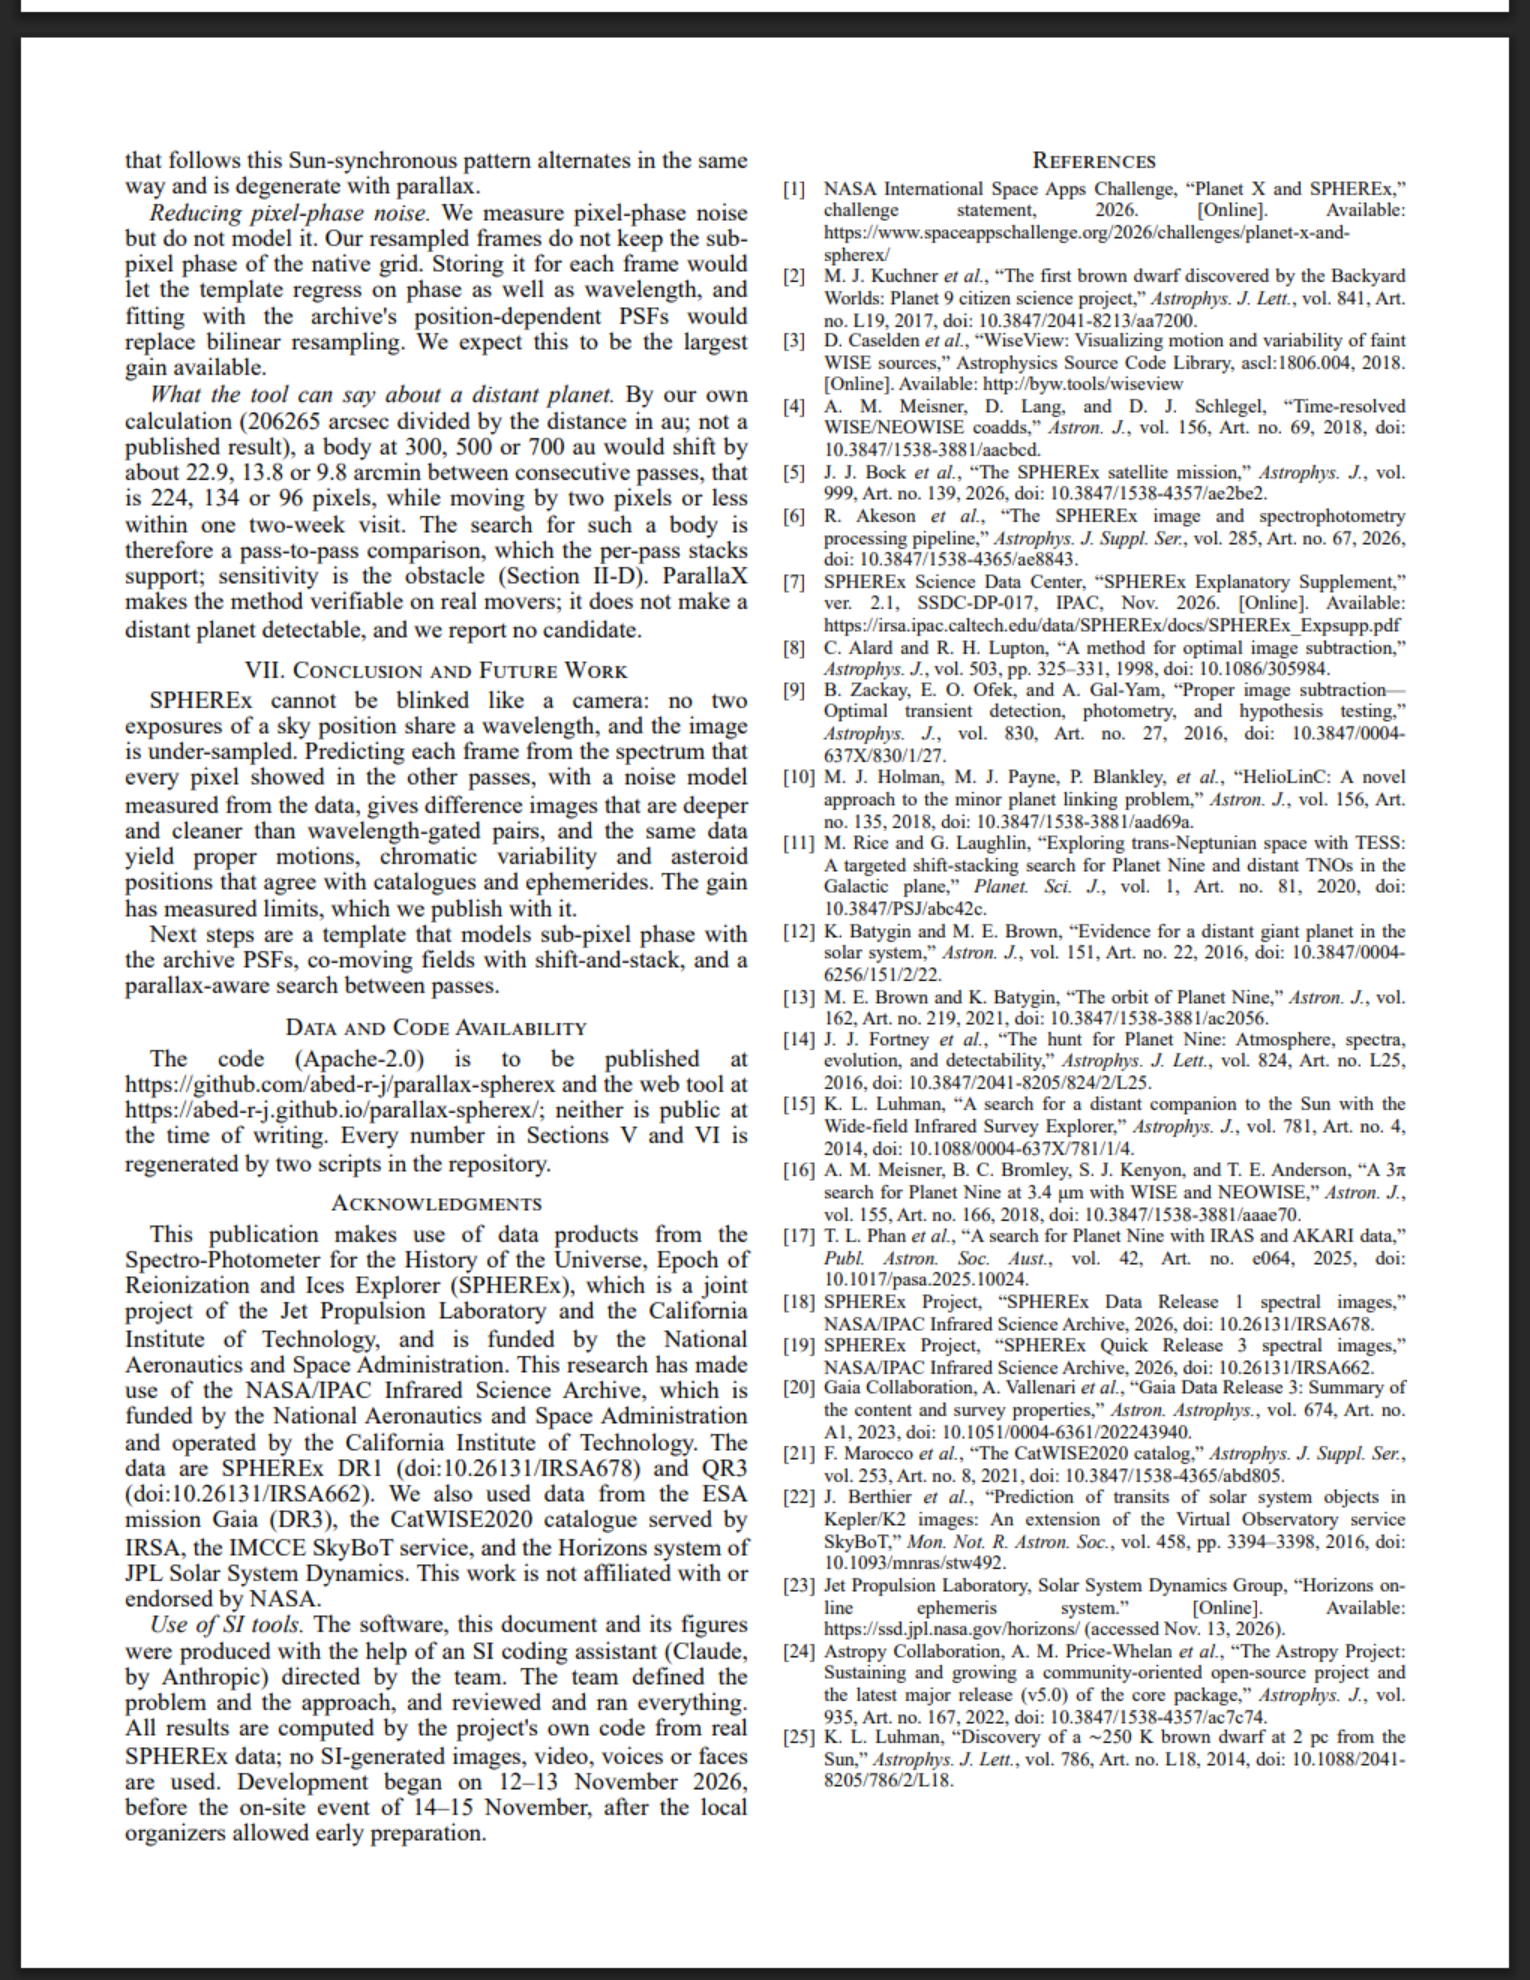 that follows this Sun-synchronous pattern alternates in the same
way and is degenerate with parallax.
Reducing pixel-phase noise. We measure pixel-phase noise
but do not model it. Our resampled frames do not keep the sub-
pixel phase of the native grid. Storing it for each frame would
let the template regress on phase as well as wavelength, and
fitting with the archive's position-dependent PSFs would
replace bilinear resampling. We expect this to be the largest
gain available.
What the tool can say about a distant planet. By our own
calculation (206265 arcsec divided by the distance in au; not a
published result), a body at 300, 500 or 700 au would shift by
about 22.9, 13.8 or 9.8 arcmin between consecutive passes, that
is 224, 134 or 96 pixels, while moving by two pixels or less
within one two-week visit. The search for such a body is
therefore a pass-to-pass comparison, which the per-pass stacks
support; sensitivity is the obstacle (Section II-D). ParallaX
makes the method verifiable on real movers; it does not make a
distant planet detectable, and we report no candidate.
VII. CONCLUSION AND FUTURE WORK
SPHEREx cannot be blinked like a camera: no two
exposures of a sky position share a wavelength, and the image
is under-sampled. Predicting each frame from the spectrum that
every pixel showed in the other passes, with a noise model
measured from the data, gives difference images that are deeper
and cleaner than wavelength-gated pairs, and the same data
yield proper motions, chromatic variability and asteroid
positions that agree with catalogues and ephemerides. The gain
has measured limits, which we publish with it.
Next steps are a template that models sub-pixel phase with
the archive PSFs, co-moving fields with shift-and-stack, and a
parallax-aware search between passes.
DATA AND CODE AVAILABILITY
The code (Apache-2.0) is to be published at
https://github.com/abed-r-j/parallax-spherex and the web tool at
https://abed-r-j.github.io/parallax-spherex/; neither is public at
the time of writing. Every number in Sections V and VI is
regenerated by two scripts in the repository.
ACKNOWLEDGMENTS
This publication makes use of data products from the
Spectro-Photometer for the History of the Universe, Epoch of
Reionization and Ices Explorer (SPHEREx), which is a joint
project of the Jet Propulsion Laboratory and the California
Institute of Technology, and is funded by the National
Aeronautics and Space Administration. This research has made
use of the NASA/IPAC Infrared Science Archive, which is
funded by the National Aeronautics and Space Administration
and operated by the California Institute of Technology. The
data are SPHEREx DR1 (doi:10.26131/IRSA678) and QR3
(doi:10.26131/IRSA662). We also used data from the ESA
mission Gaia (DR3), the CatWISE2020 catalogue served by
IRSA, the IMCCE SkyBoT service, and the Horizons system of
JPL Solar System Dynamics. This work is not affiliated with or
endorsed by NASA.
Use of SI tools. The software, this document and its figures
were produced with the help of an SI coding assistant (Claude,
by Anthropic) directed by the team. The team defined the
problem and the approach, and reviewed and ran everything.
All results are computed by the project's own code from real
SPHEREx data; no SI-generated images, video, voices or faces
are used. Development began on 12–13 November 2026,
before the on-site event of 14–15 November, after the local
organizers allowed early preparation.
REFERENCES
[1] NASA International Space Apps Challenge, “Planet X and SPHEREx,”
challenge statement, 2026. [Online]. Available:
https://www.spaceappschallenge.org/2026/challenges/planet-x-and-
spherex/
[2] M. J. Kuchner et al., “The first brown dwarf discovered by the Backyard
Worlds: Planet 9 citizen science project,” Astrophys. J. Lett., vol. 841, Art.
no. L19, 2017, doi: 10.3847/2041-8213/aa7200.
[3] D. Caselden et al., “WiseView: Visualizing motion and variability of faint
WISE sources,” Astrophysics Source Code Library, ascl:1806.004, 2018.
[Online]. Available: http://byw.tools/wiseview
[4] A. M. Meisner, D. Lang, and D. J. Schlegel, “Time-resolved
WISE/NEOWISE coadds,” Astron. J., vol. 156, Art. no. 69, 2018, doi:
10.3847/1538-3881/aacbcd.
[5] J. J. Bock et al., “The SPHEREx satellite mission,” Astrophys. J., vol.
999, Art. no. 139, 2026, doi: 10.3847/1538-4357/ae2be2.
[6] R. Akeson et al., “The SPHEREx image and spectrophotometry
processing pipeline,” Astrophys. J. Suppl. Ser., vol. 285, Art. no. 67, 2026,
doi: 10.3847/1538-4365/ae8843.
[7] SPHEREx Science Data Center, “SPHEREx Explanatory Supplement,”
ver. 2.1, SSDC-DP-017, IPAC, Nov. 2026. [Online]. Available:
https://irsa.ipac.caltech.edu/data/SPHEREx/docs/SPHEREx_Expsupp.pdf
[8] C. Alard and R. H. Lupton, “A method for optimal image subtraction,”
Astrophys. J., vol. 503, pp. 325–331, 1998, doi: 10.1086/305984.
[9] B. Zackay, E. O. Ofek, and A. Gal-Yam, “Proper image subtraction—
Optimal transient detection, photometry, and hypothesis testing,”
Astrophys. J., vol. 830, Art. no. 27, 2016, doi: 10.3847/0004-
637X/830/1/27.
[10] M. J. Holman, M. J. Payne, P. Blankley, et al., “HelioLinC: A novel
approach to the minor planet linking problem,” Astron. J., vol. 156, Art.
no. 135, 2018, doi: 10.3847/1538-3881/aad69a.
[11] M. Rice and G. Laughlin, “Exploring trans-Neptunian space with TESS:
A targeted shift-stacking search for Planet Nine and distant TNOs in the
Galactic plane,” Planet. Sci. J., vol. 1, Art. no. 81, 2020, doi:
10.3847/PSJ/abc42c.
[12] K. Batygin and M. E. Brown, “Evidence for a distant giant planet in the
solar system,” Astron. J., vol. 151, Art. no. 22, 2016, doi: 10.3847/0004-
6256/151/2/22.
[13] M. E. Brown and K. Batygin, “The orbit of Planet Nine,” Astron. J., vol.
162, Art. no. 219, 2021, doi: 10.3847/1538-3881/ac2056.
[14] J. J. Fortney et al., “The hunt for Planet Nine: Atmosphere, spectra,
evolution, and detectability,” Astrophys. J. Lett., vol. 824, Art. no. L25,
2016, doi: 10.3847/2041-8205/824/2/L25.
[15] K. L. Luhman, “A search for a distant companion to the Sun with the
Wide-field Infrared Survey Explorer,” Astrophys. J., vol. 781, Art. no. 4,
2014, doi: 10.1088/0004-637X/781/1/4.
[16] A. M. Meisner, B. C. Bromley, S. J. Kenyon, and T. E. Anderson, “A 3π
search for Planet Nine at 3.4 μm with WISE and NEOWISE,” Astron. J.,
vol. 155, Art. no. 166, 2018, doi: 10.3847/1538-3881/aaae70.
[17] T. L. Phan et al., “A search for Planet Nine with IRAS and AKARI data,”
Publ. Astron. Soc. Aust., vol. 42, Art. no. e064, 2025, doi:
10.1017/pasa.2025.10024.
[18] SPHEREx Project, “SPHEREx Data Release 1 spectral images,”
NASA/IPAC Infrared Science Archive, 2026, doi: 10.26131/IRSA678.
[19] SPHEREx Project, “SPHEREx Quick Release 3 spectral images,”
NASA/IPAC Infrared Science Archive, 2026, doi: 10.26131/IRSA662.
[20] Gaia Collaboration, A. Vallenari et al., “Gaia Data Release 3: Summary of
the content and survey properties,” Astron. Astrophys., vol. 674, Art. no.
A1, 2023, doi: 10.1051/0004-6361/202243940.
[21] F. Marocco et al., “The CatWISE2020 catalog,” Astrophys. J. Suppl. Ser.,
vol. 253, Art. no. 8, 2021, doi: 10.3847/1538-4365/abd805.
[22] J. Berthier et al., “Prediction of transits of solar system objects in
Kepler/K2 images: An extension of the Virtual Observatory service
SkyBoT,” Mon. Not. R. Astron. Soc., vol. 458, pp. 3394–3398, 2016, doi:
10.1093/mnras/stw492.
[23] Jet Propulsion Laboratory, Solar System Dynamics Group, “Horizons on-
line ephemeris system.” [Online]. Available:
https://ssd.jpl.nasa.gov/horizons/ (accessed Nov. 13, 2026).
[24] Astropy Collaboration, A. M. Price-Whelan et al., “The Astropy Project:
Sustaining and growing a community-oriented open-source project and
the latest major release (v5.0) of the core package,” Astrophys. J., vol.
935, Art. no. 167, 2022, doi: 10.3847/1538-4357/ac7c74.
[25] K. L. Luhman, “Discovery of a ~250 K brown dwarf at 2 pc from the
Sun,” Astrophys. J. Lett., vol. 786, Art. no. L18, 2014, doi: 10.1088/2041-
8205/786/2/L18.